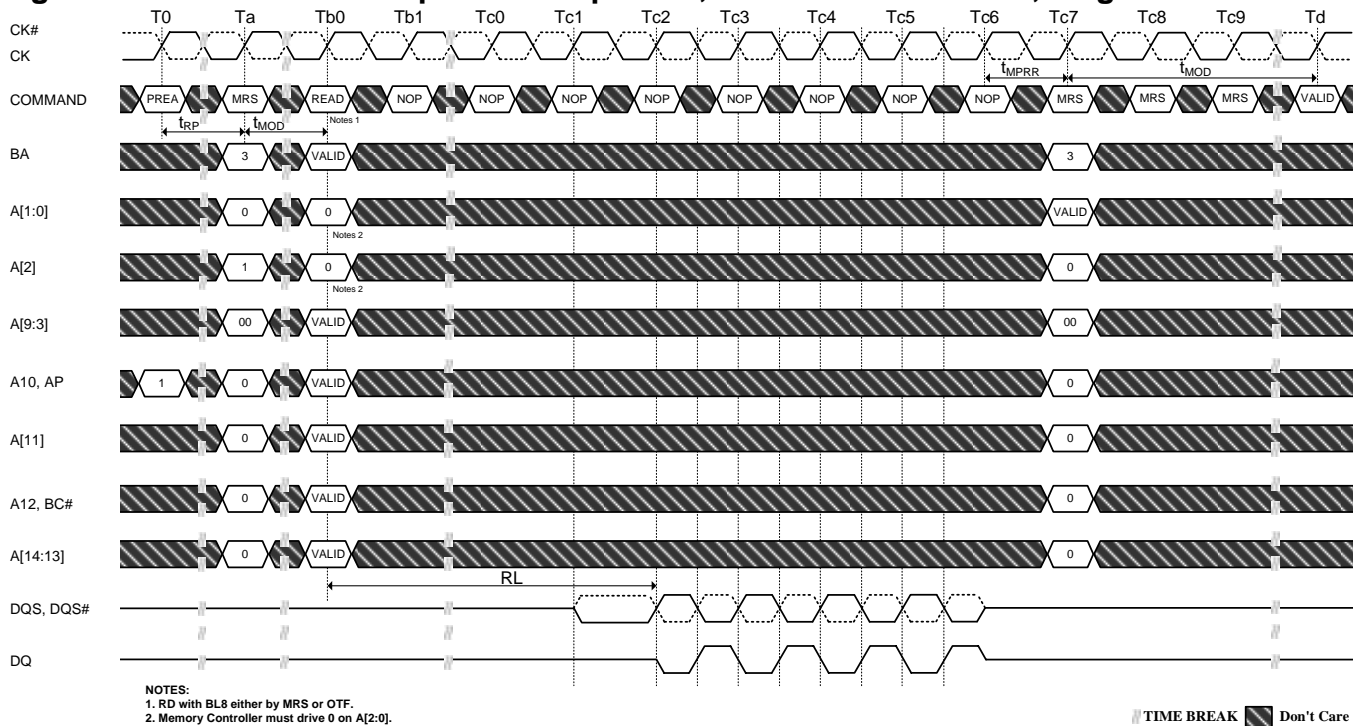 T0 Ta Tb0 Tb1 Tc0 Tc1 Tc2 Tc3 Tc4 Tc5 Tc6 Tc7 Tc8 Tc9 Td
CK#
CK
tMPRR tMOD
COMMAND PREA MRS READ NOP NOP NOP NOP NOP NOP NOP NOP MRS MRS MRS VALID
tRP tMOD Notes 1
BA 3 VALID 3
A[1:0] 0 0 VALID
Notes 2
A[2] 1 0 0
Notes 2
A[9:3] 00 VALID 00
A10, AP 1 0 VALID 0
A[11] 0 VALID 0
A12, BC# 0 VALID 0
A[14:13] 0 VALID 0
RL
DQS, DQS#
DQ
NOTES:
1. RD with BL8 either by MRS or OTF.
2. Memory Controller must drive 0 on A[2:0].
TIME BREAK Don't Care